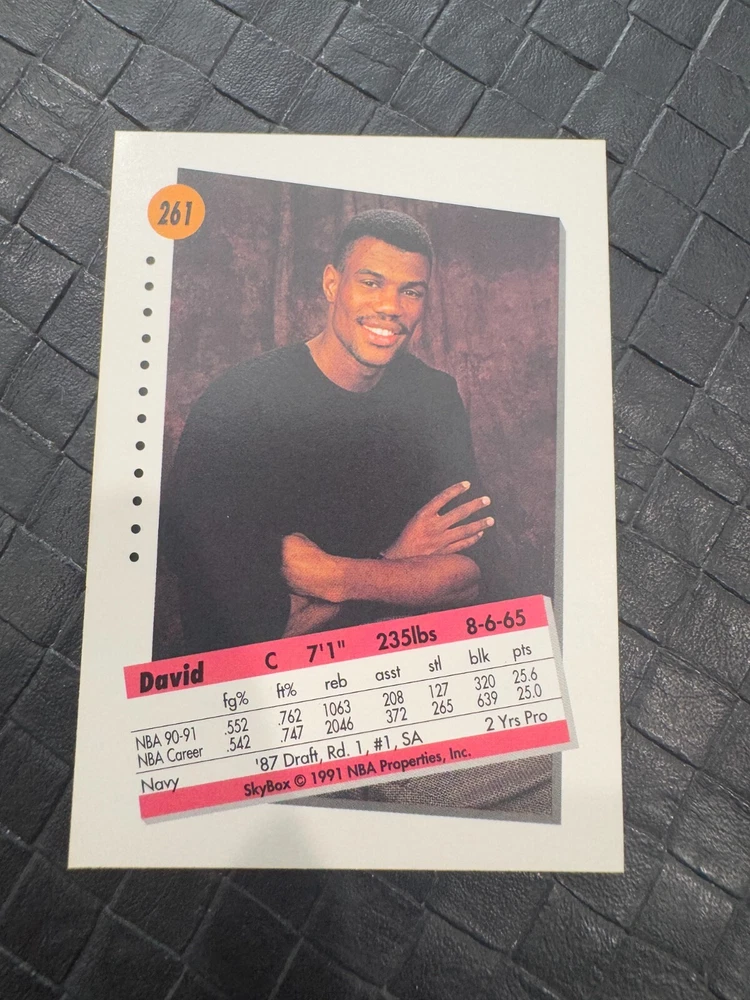 261
David C 7'1" 235lbs 8-6-65
fg% ft% reb asst stl blk pts
NBA 90-91 .552 .762 1063 208 127 320 25.6
NBA Career .542 .747 2046 372 265 639 25.0
Navy '87 Draft, Rd. 1, #1, SA 2 Yrs Pro
SkyBox © 1991 NBA Properties, Inc.